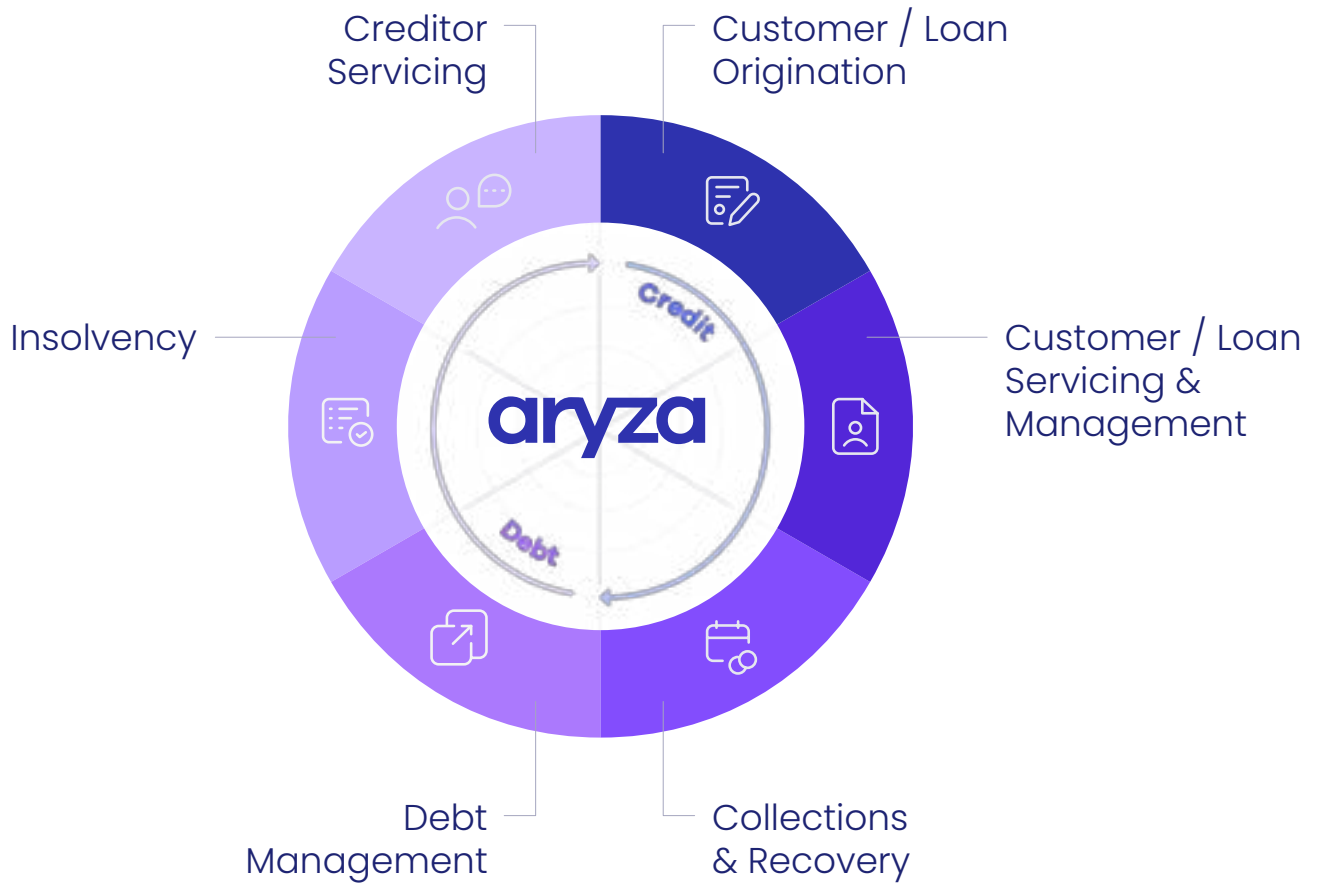 Creditor
Servicing
Customer / Loan
Origination
Insolvency
Customer / Loan
Servicing &
Management
Credit
aryza
Debt
Debt
Management
Collections
& Recovery